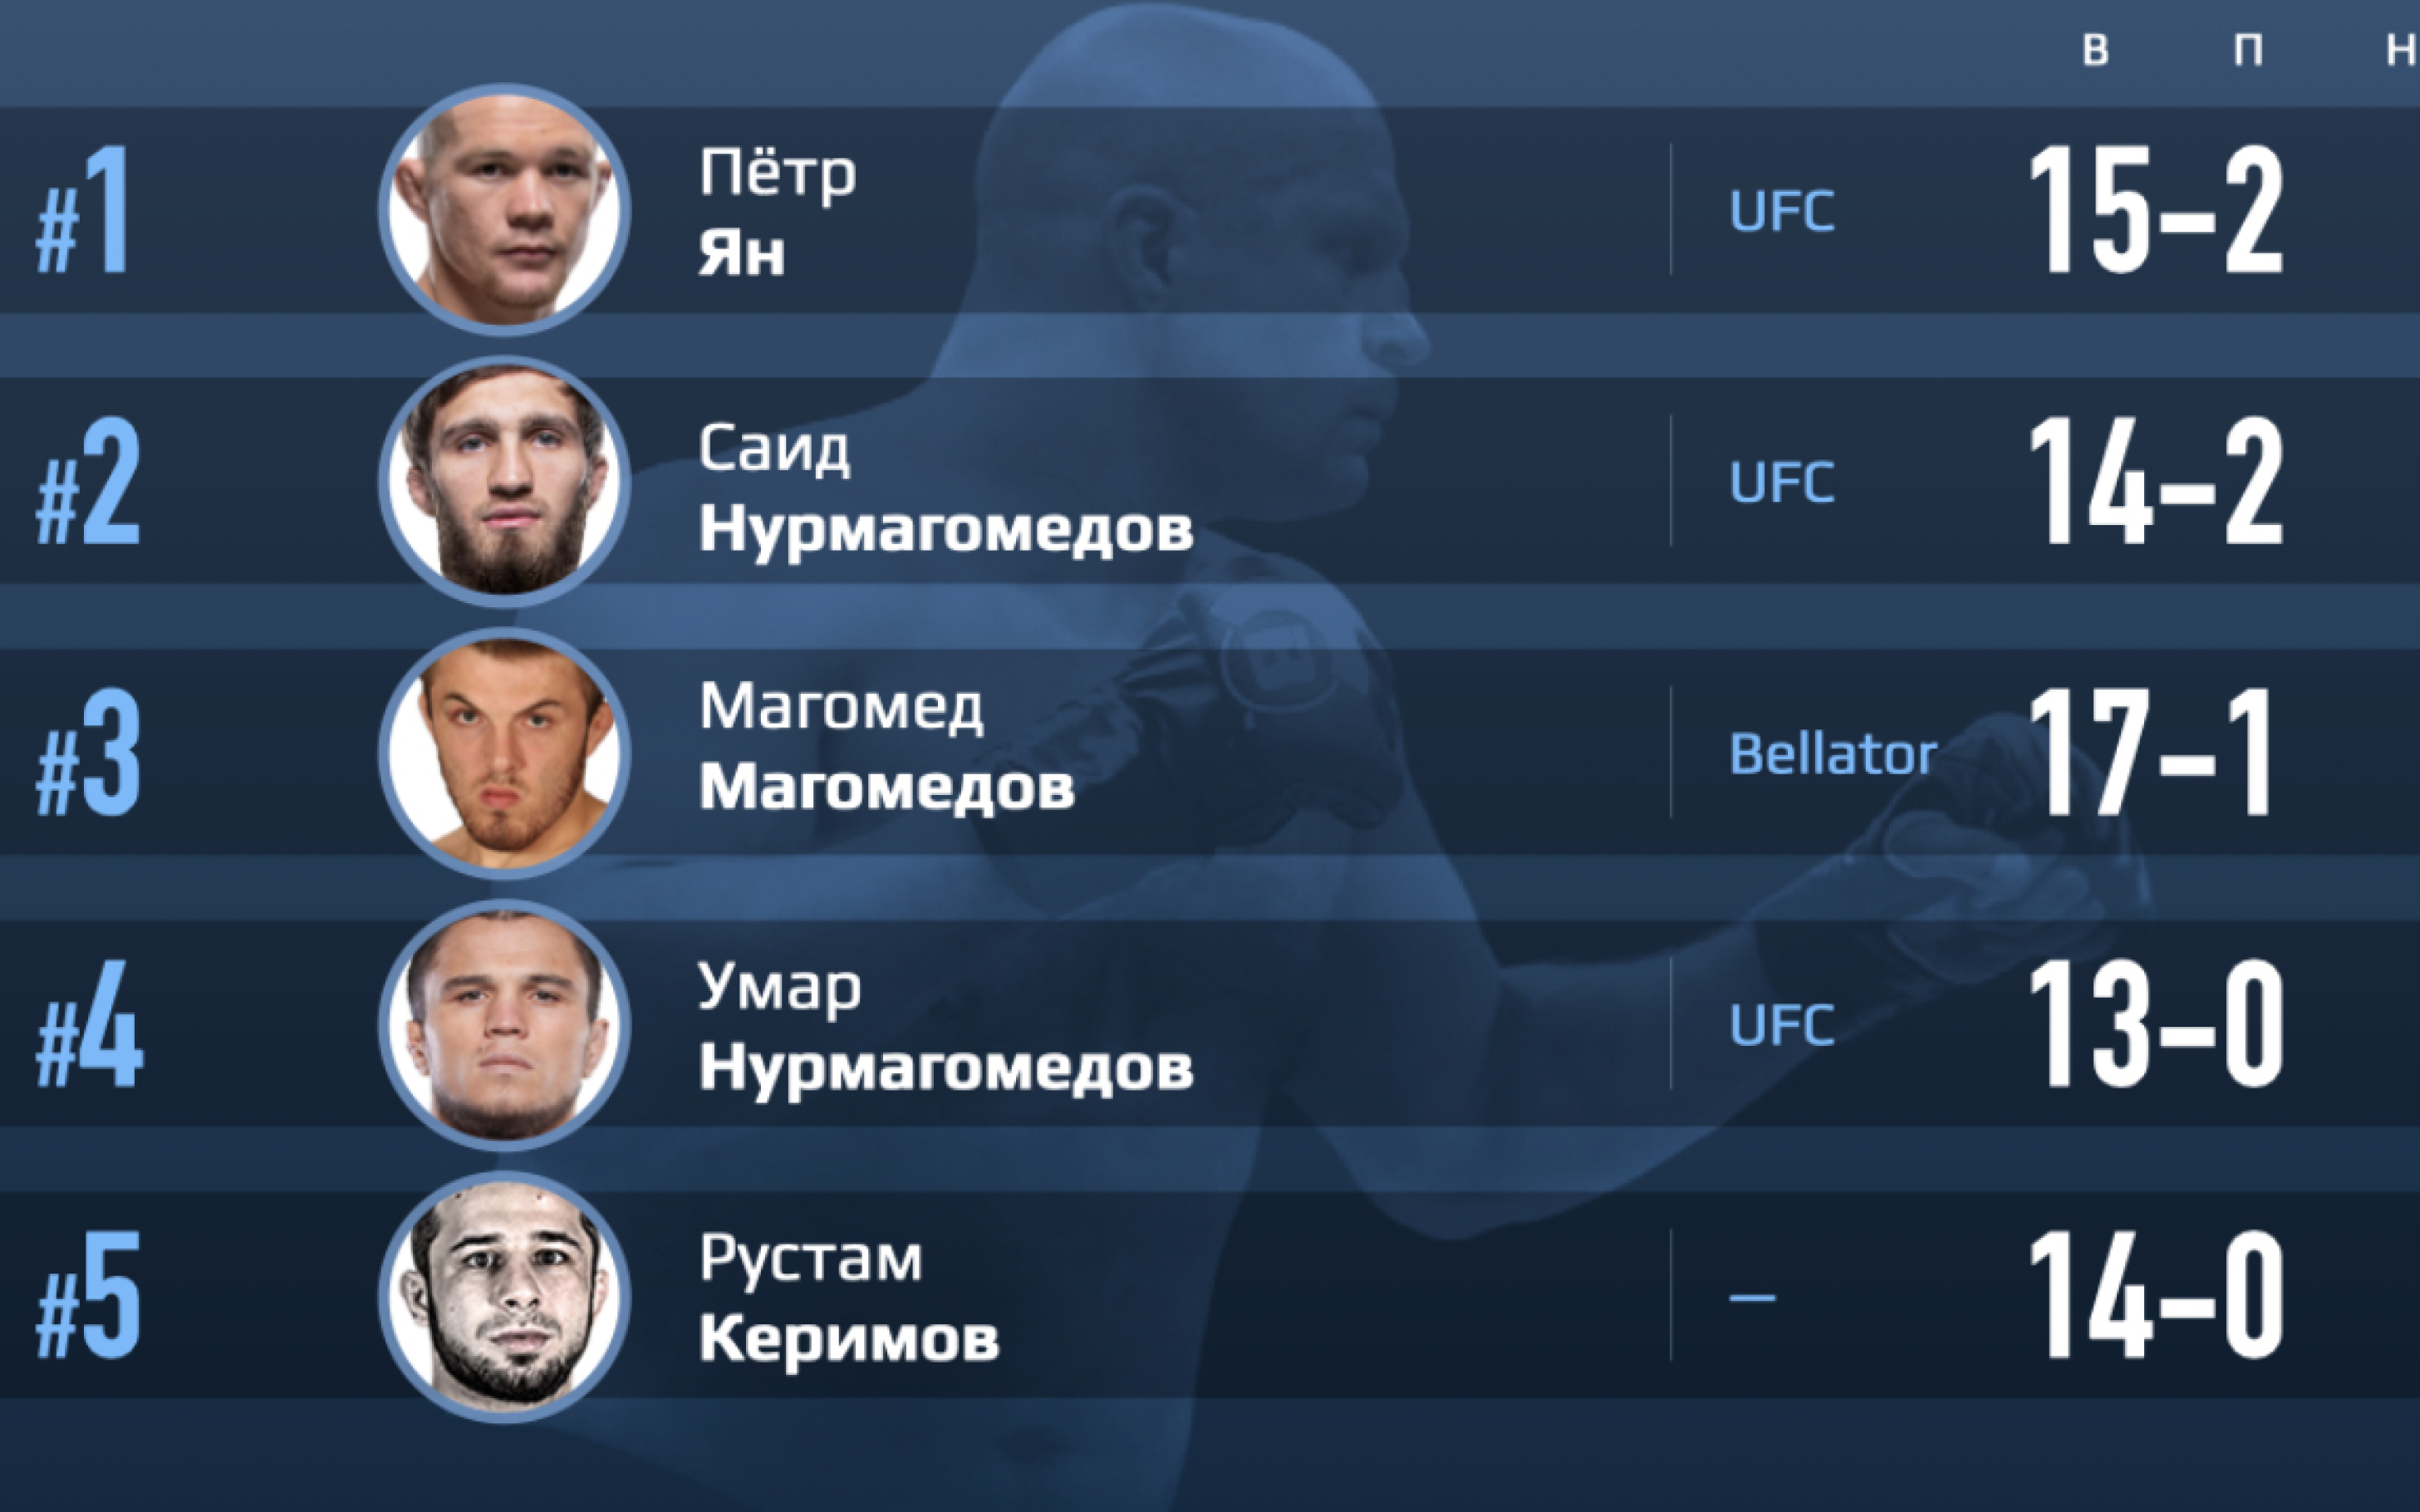 В П Н
#1
Пётр
Ян
UFC
15–2
#2
Саид
Нурмагомедов
UFC
14–2
#3
Магомед
Магомедов
Bellator
17–1
#4
Умар
Нурмагомедов
UFC
13–0
#5
Рустам
Керимов
—
14–0